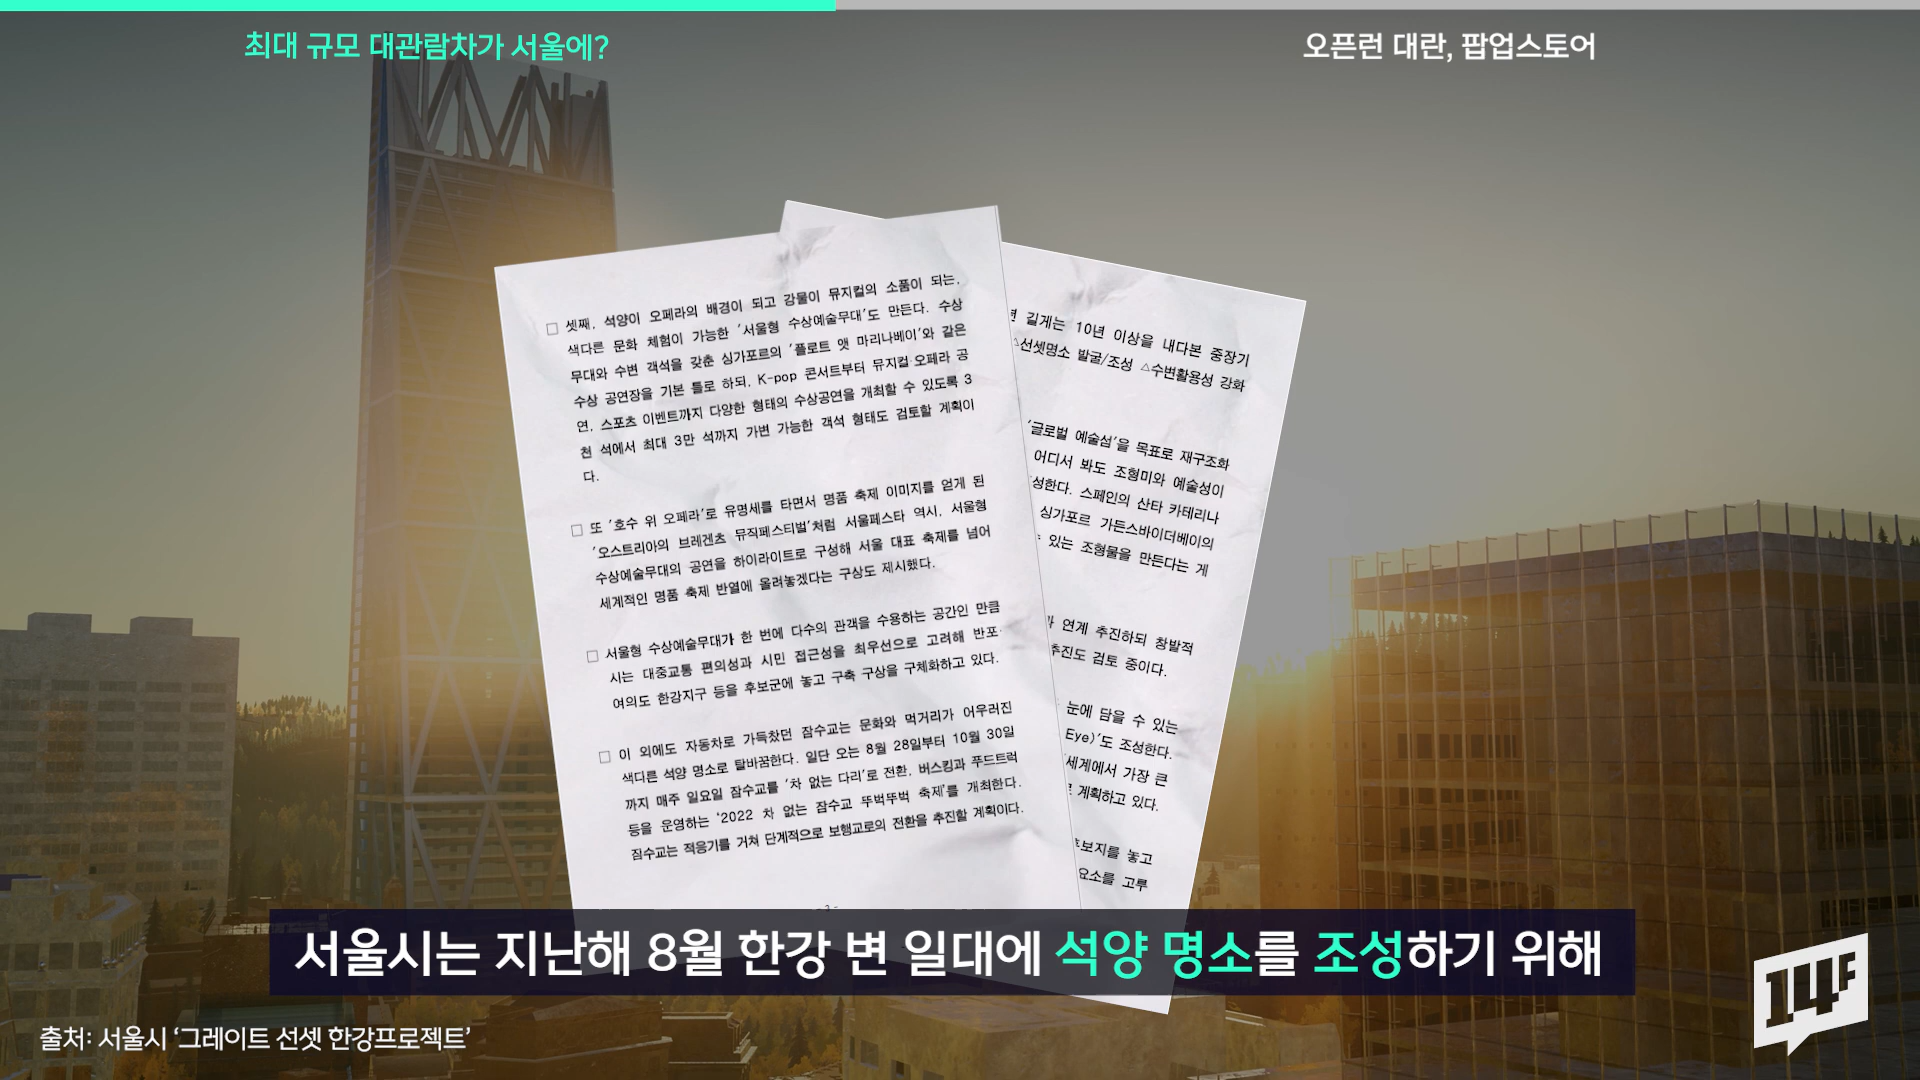 최대 규모 대관람차가 서울에?
오픈런 대란, 팝업스토어
□ 셋째, 석양이 오페라의 배경이 되고 강물이 뮤지컬의 소품이 되는,
색다른 문화 체험이 가능한 '서울형 수상예술무대'도 만든다. 수상
무대와 수변 객석을 갖춘 싱가포르의 '플로트 앳 마리나베이'와 같은
수상 공연장을 기본 틀로 하되, K-pop 콘서트부터 뮤지컬·오페라 공
연, 스포츠 이벤트까지 다양한 형태의 수상공연을 개최할 수 있도록 3
천 석에서 최대 3만 석까지 가변 가능한 객석 형태도 검토할 계획이
다.
□ 또 '호수 위 오페라'로 유명세를 타면서 명품 축제 이미지를 얻게 된
'오스트리아의 브레겐츠 뮤직페스티벌'처럼 서울페스타 역시, 서울형
수상예술무대의 공연을 하이라이트로 구성해 서울 대표 축제를 넘어
세계적인 명품 축제 반열에 올려놓겠다는 구상도 제시했다.
□ 서울형 수상예술무대가 한 번에 다수의 관객을 수용하는 공간인 만큼
시는 대중교통 편의성과 시민 접근성을 최우선으로 고려해 반포·
여의도 한강지구 등을 후보군에 놓고 구축 구상을 구체화하고 있다.
□ 이 외에도 자동차로 가득찼던 잠수교는 문화와 먹거리가 어우러진
색다른 석양 명소로 탈바꿈한다. 일단 오는 8월 28일부터 10월 30일
까지 매주 일요일 잠수교를 '차 없는 다리'로 전환, 버스킹과 푸드트럭
등을 운영하는 '2022 차 없는 잠수교 뚜벅뚜벅 축제'를 개최한다.
잠수교는 적응기를 거쳐 단계적으로 보행교로의 전환을 추진할 계획이다.
- 3 -
길게는 10년 이상을 내다본 중장기
△선셋명소 발굴/조성 △수변활용성 강화
'글로벌 예술섬'을 목표로 재구조화
어디서 봐도 조형미와 예술성이
성한다. 스페인의 산타 카테리나
싱가포르 가든스바이더베이의
있는 조형물을 만든다는 게
연계 추진하되 창발적
추진도 검토 중이다.
눈에 담을 수 있는
Eye)'도 조성한다.
세계에서 가장 큰
계획하고 있다.
후보지를 놓고
요소를 고루
서울시는 지난해 8월 한강 변 일대에 석양 명소를 조성하기 위해
출처: 서울시 '그레이트 선셋 한강프로젝트'
14F